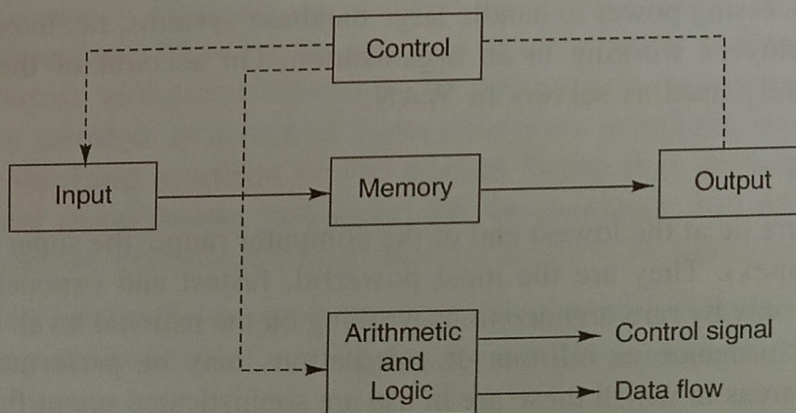 Control
Input
Memory
Output
Arithmetic
and
Logic
Control signal
Data flow